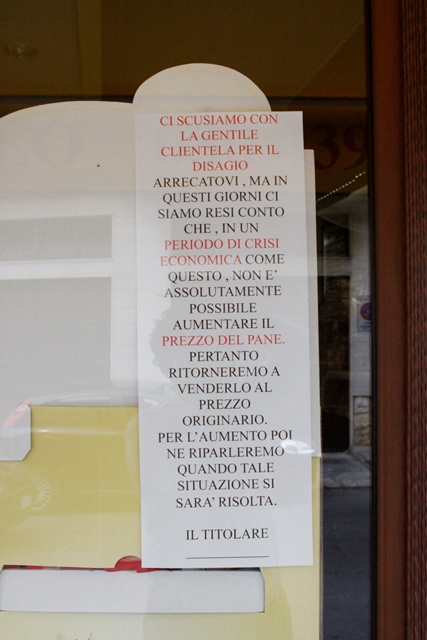 CI SCUSIAMO CON
LA GENTILE
CLIENTELA PER IL
DISAGIO
ARRECATOVI , MA IN
QUESTI GIORNI CI
SIAMO RESI CONTO
CHE , IN UN
PERIODO DI CRISI
ECONOMICA COME
QUESTO , NON E'
ASSOLUTAMENTE
POSSIBILE
AUMENTARE IL
PREZZO DEL PANE.
PERTANTO
RITORNEREMO A
VENDERLO AL
PREZZO
ORIGINARIO.
PER L'AUMENTO POI
NE RIPARLEREMO
QUANDO TALE
SITUAZIONE SI
SARA' RISOLTA.
IL TITOLARE
39